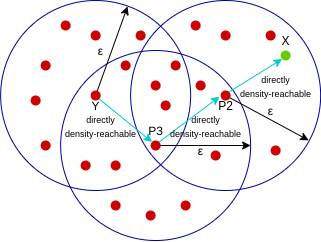 ε
X
directly
density-reachable
Y
P2
ε
directly
density-reachable
P3
directly
density-reachable
ε